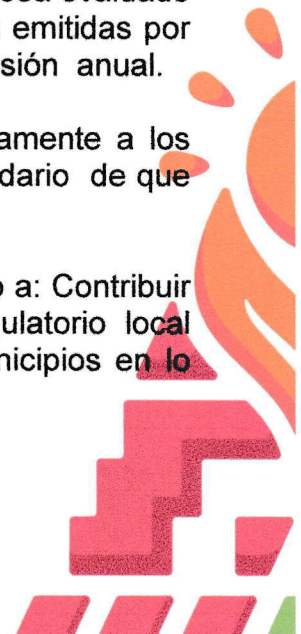 emitidas por
sión anual.
amente a los
dario de que
o a: Contribuir
ulatorio local
nicipios en lo